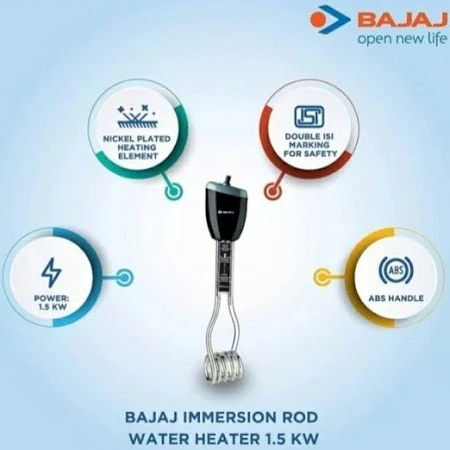 BAJAJ
open new life
NICKEL PLATED
HEATING
ELEMENT
ISI
DOUBLE ISI
MARKING
FOR SAFETY
BAJAJ
POWER:
1.5 KW
ABS
ABS HANDLE
BAJAJ IMMERSION ROD
WATER HEATER 1.5 KW